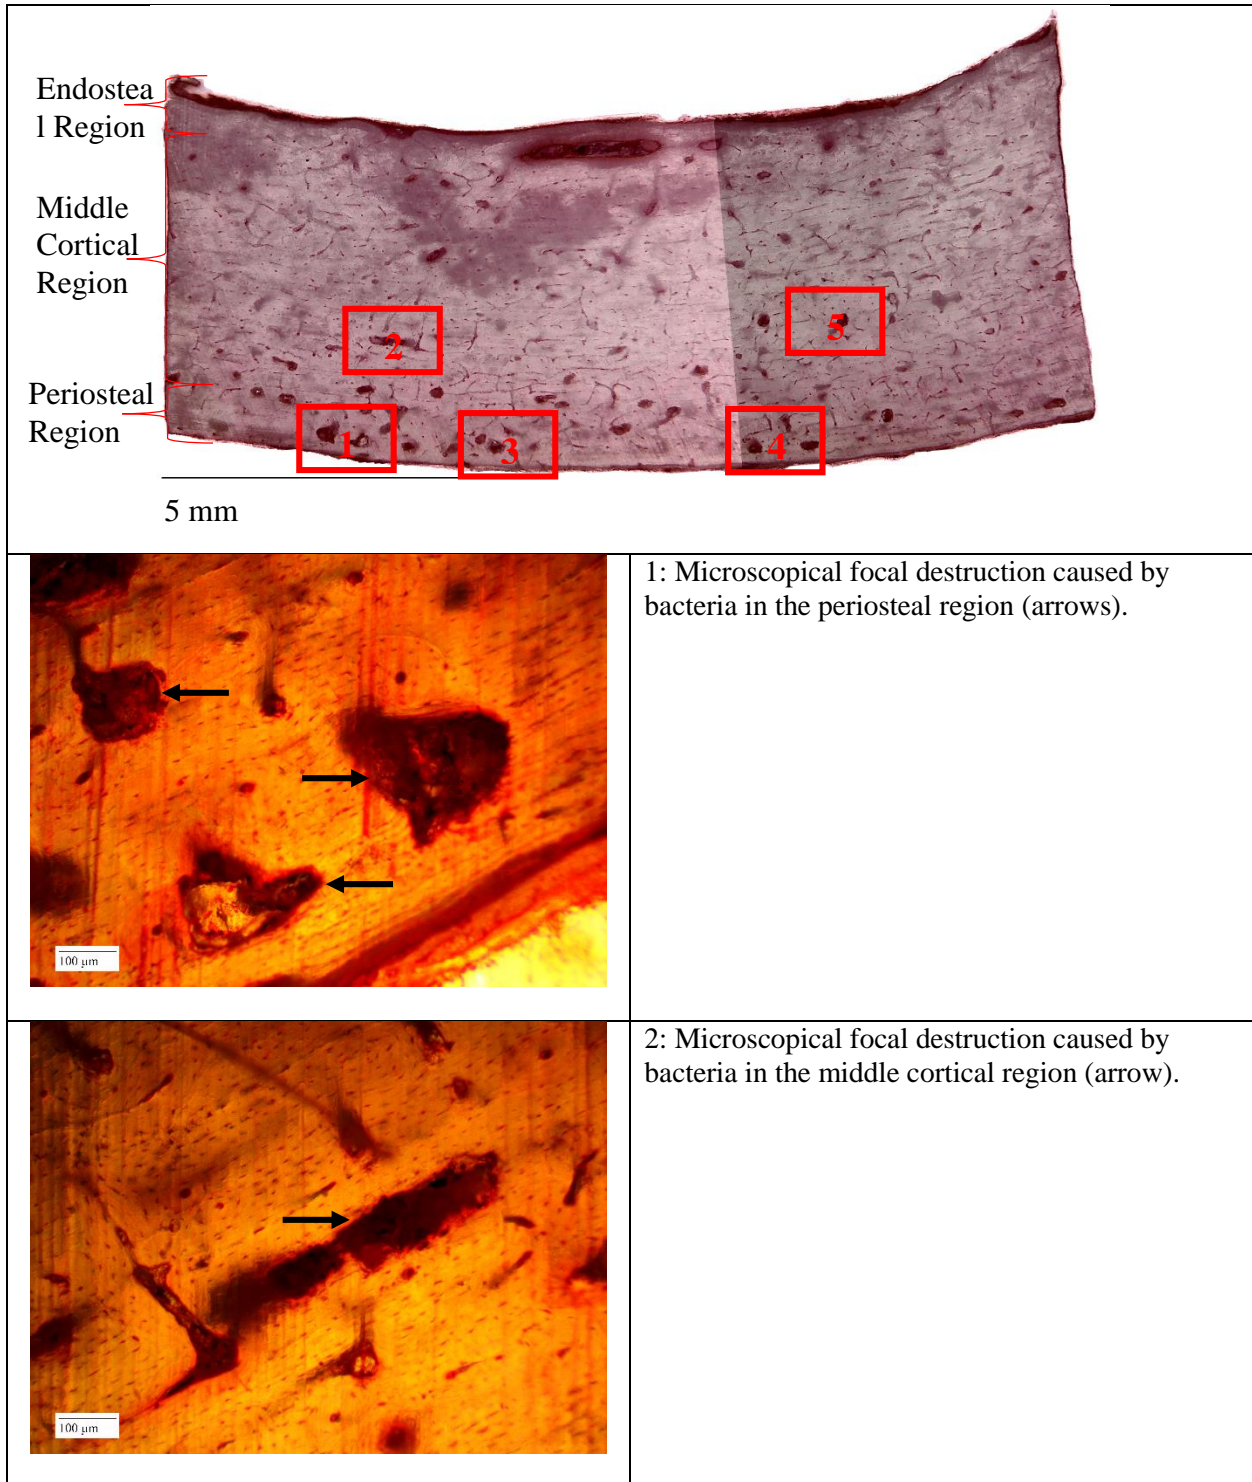 Endostea
l Region
Middle
Cortical
Region
Periosteal
Region
2
5
1
3
4
5 mm
1: Microscopical focal destruction caused by
bacteria in the periosteal region (arrows).
100 µm
2: Microscopical focal destruction caused by
bacteria in the middle cortical region (arrow).
100 µm